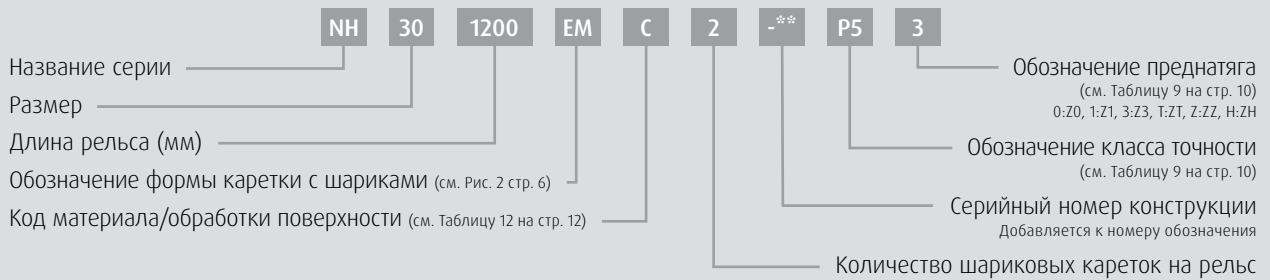 NH 30 1200 EM C 2 -** P5 3
Название серии
Размер
Длина рельса (мм)
Обозначение формы каретки с шариками (см. Рис. 2 стр. 6)
Код материала/обработки поверхности (см. Таблицу 12 на стр. 12)
Обозначение преднатяга
(см. Таблицу 9 на стр. 10)
0:Z0, 1:Z1, 3:Z3, T:ZT, Z:ZZ, H:ZH
Обозначение класса точности
(см. Таблицу 9 на стр. 10)
Серийный номер конструкции
Добавляется к номеру обозначения
Количество шариковых кареток на рельс